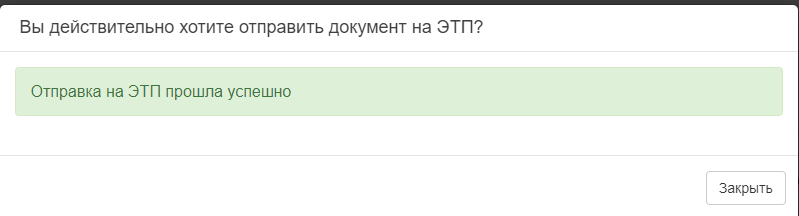 Вы действительно хотите отправить документ на ЭТП?
Отправка на ЭТП прошла успешно
Закрыть